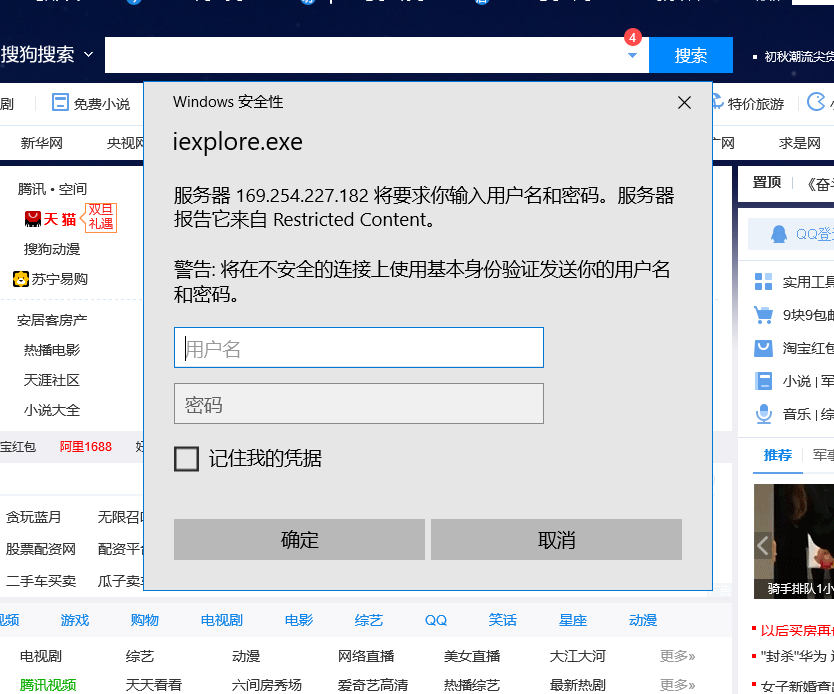 搜狗搜索
4
搜索
初秋潮流尖货
剧
免费小说
特价旅游
新华网
央视网
广网
求是网
Windows 安全性
iexplore.exe
服务器 169.254.227.182 将要求你输入用户名和密码。服务器
报告它来自 Restricted Content。
警告: 将在不安全的连接上使用基本身份验证发送你的用户名
和密码。
用户名
密码
记住我的凭据
确定
取消
腾讯 • 空间
天猫
双旦
礼遇
搜狗动漫
苏宁易购
安居客房产
热播电影
天涯社区
小说大全
宝红包
阿里1688
贪玩蓝月
无限召
股票配资网
配资平
二手车买卖
瓜子卖
置顶
《奋
QQ登
实用工具
9块9包邮
淘宝红包
小说 | 军
音乐 | 综
推荐
军事
骑手排队1小
以后买房再
"封杀"华为
女子新婚
视频 游戏 购物 电视剧 电影 综艺 QQ 笑话 星座 动漫
电视剧 综艺 动漫 网络直播 美女直播 大江大河 更多»
腾讯视频 天天看看 六间房秀场 爱奇艺高清 热播综艺 最新热剧 更多»